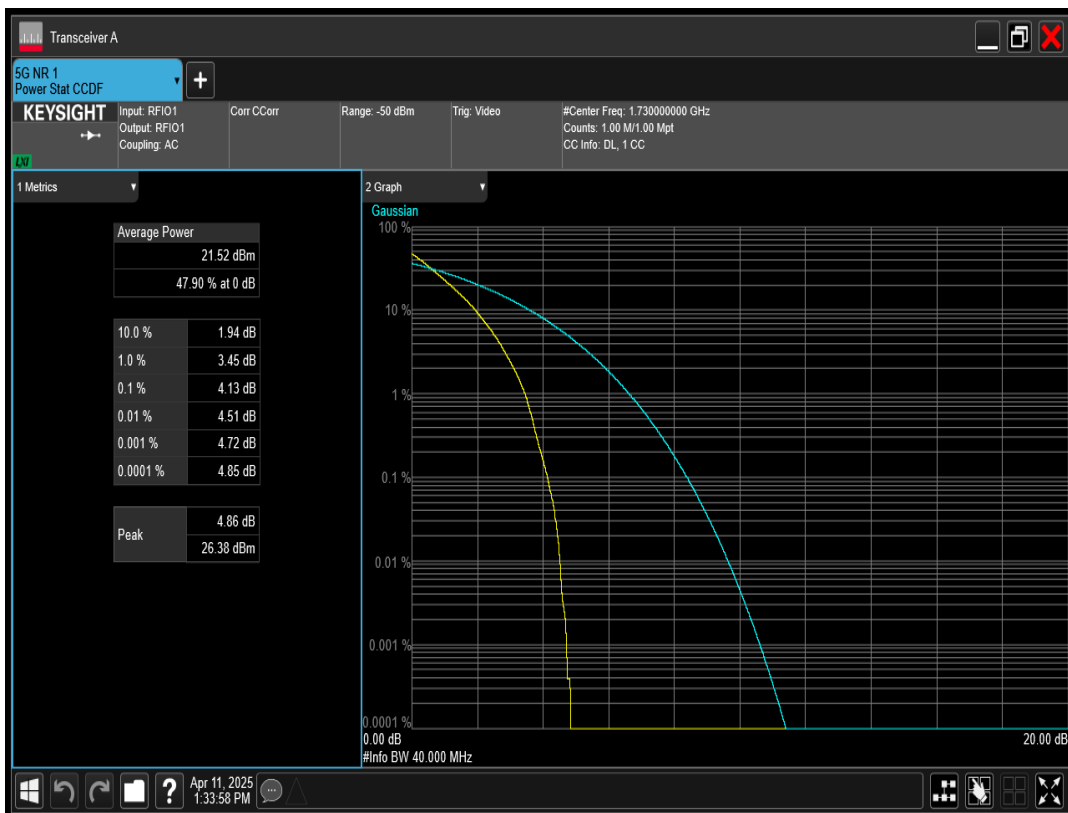 Transceiver A
5G NR 1
Power Stat CCDF
+
KEYSIGHT
LXI
Input: RFIO1
Output: RFIO1
Coupling: AC
Corr CCorr
Range: -50 dBm
Trig: Video
#Center Freq: 1.730000000 GHz
Counts: 1.00 M/1.00 Mpt
CC Info: DL, 1 CC
1 Metrics
Average Power
21.52 dBm
47.90 % at 0 dB
10.0 % 1.94 dB
1.0 % 3.45 dB
0.1 % 4.13 dB
0.01 % 4.51 dB
0.001 % 4.72 dB
0.0001 % 4.85 dB
Peak
4.86 dB
26.38 dBm
2 Graph
Gaussian
100 %
10 %
1 %
0.1 %
0.01 %
0.001 %
0.0001 %
0.00 dB 20.00 dB
#Info BW 40.000 MHz
?
Apr 11, 2025
1:33:58 PM